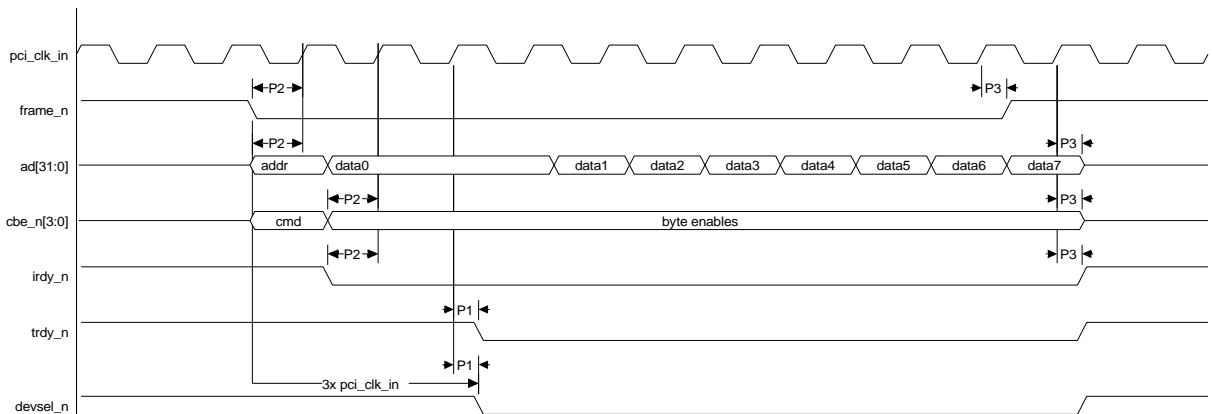 pci_clk_in
P2
P3
frame_n
P2
P3
ad[31:0]
addr
data0
data1
data2
data3
data4
data5
data6
data7
P2
P3
cbe_n[3:0]
cmd
byte enables
P2
P3
irdy_n
P1
trdy_n
P1
3x pci_clk_in
devsel_n